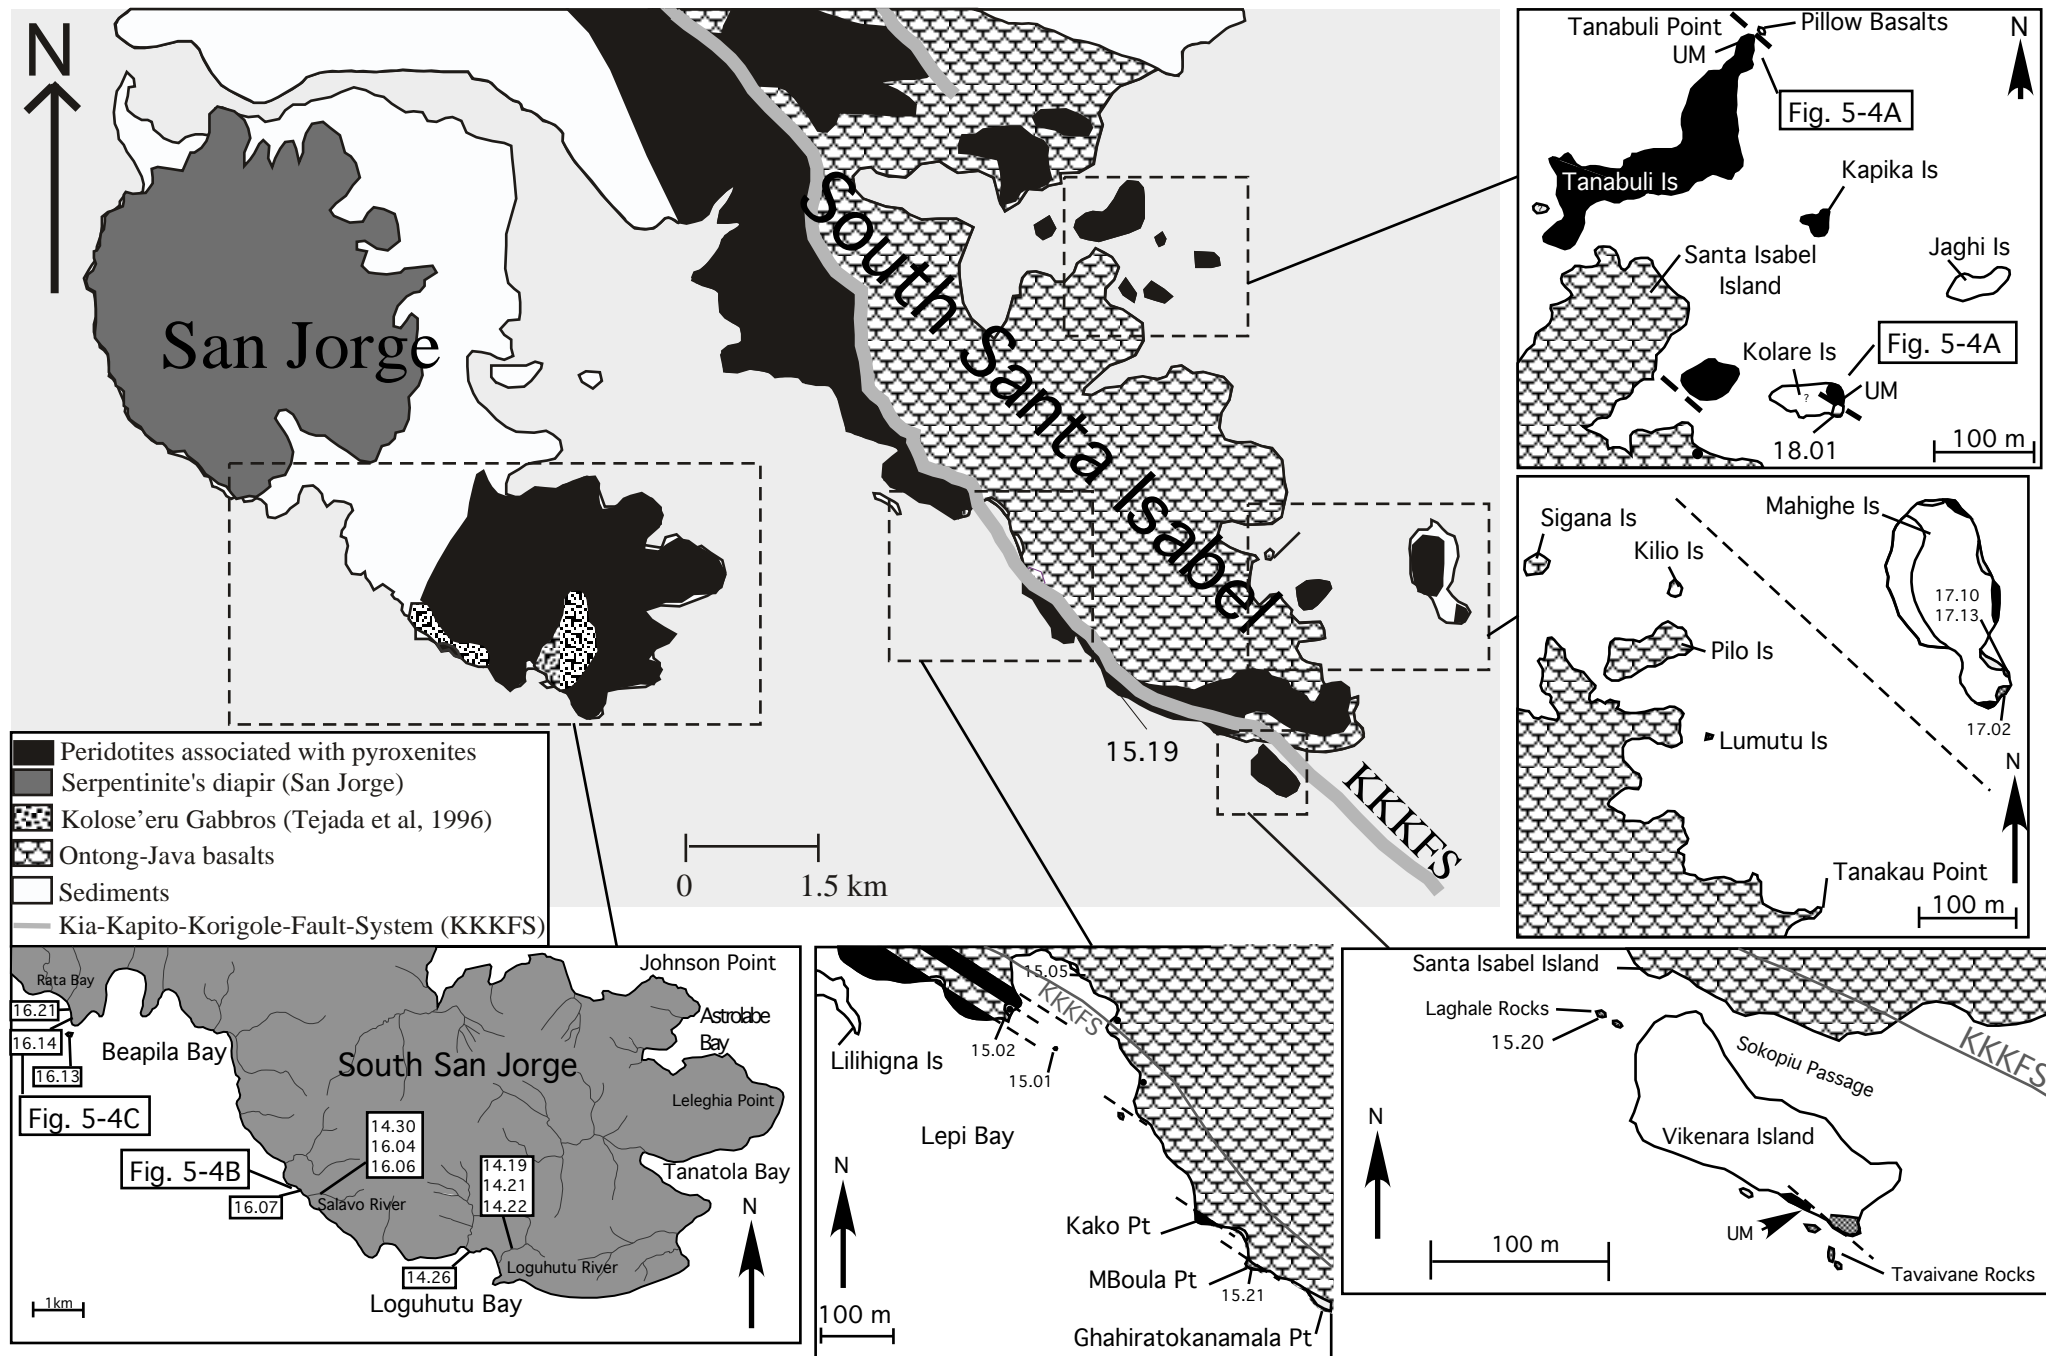 N
San Jorge
South Santa Isabel
KKKFS
15.19
0 1.5 km
Peridotites associated with pyroxenites
Serpentinite's diapir (San Jorge)
Kolose’eru Gabbros (Tejada et al, 1996)
Ontong-Java basalts
Sediments
Kia-Kapito-Korigole-Fault-System (KKKFS)
Tanabuli Point
UM
Pillow Basalts
N
Fig. 5-4A
Tanabuli Is
Kapika Is
?
Santa Isabel
Island
Jaghi Is
Fig. 5-4A
Kolare Is
?
UM
18.01
100 m
Sigana Is
Kilio Is
Mahighe Is
17.10
17.13
Pilo Is
17.02
Lumutu Is
N
Tanakau Point
100 m
Rata Bay
Johnson Point
16.21
16.14
16.13
Beapila Bay
Astrolabe
Bay
South San Jorge
Leleghia Point
Fig. 5-4C
14.30
16.04
16.06
Fig. 5-4B
14.19
14.21
14.22
Tanatola Bay
16.07
Salavo River
N
14.26
Loguhutu River
1km
Loguhutu Bay
15.05
KKKFS
15.02
Lilihigna Is
15.01
Lepi Bay
N
Kako Pt
MBoula Pt
15.21
100 m
Ghahiratokanamala Pt
Santa Isabel Island
Laghale Rocks
15.20
Sokopiu Passage
KKKFS
N
Vikenara Island
UM
100 m
Tavaivane Rocks